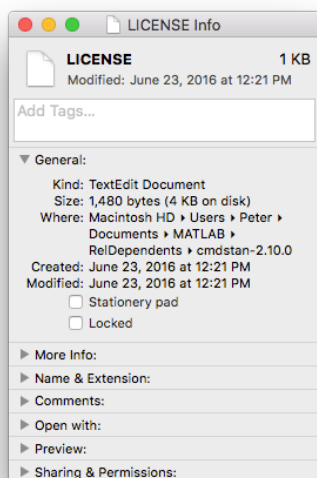 LICENSE Info
LICENSE 1 KB
Modified: June 23, 2016 at 12:21 PM
Add Tags...
General:
Kind: TextEdit Document
Size: 1,480 bytes (4 KB on disk)
Where: Macintosh HD ▸ Users ▸ Peter ▸
Documents ▸ MATLAB ▸
RelDependents ▸ cmdstan-2.10.0
Created: June 23, 2016 at 12:21 PM
Modified: June 23, 2016 at 12:21 PM
Stationery pad
Locked
More Info:
Name & Extension:
Comments:
Open with:
Preview:
Sharing & Permissions: